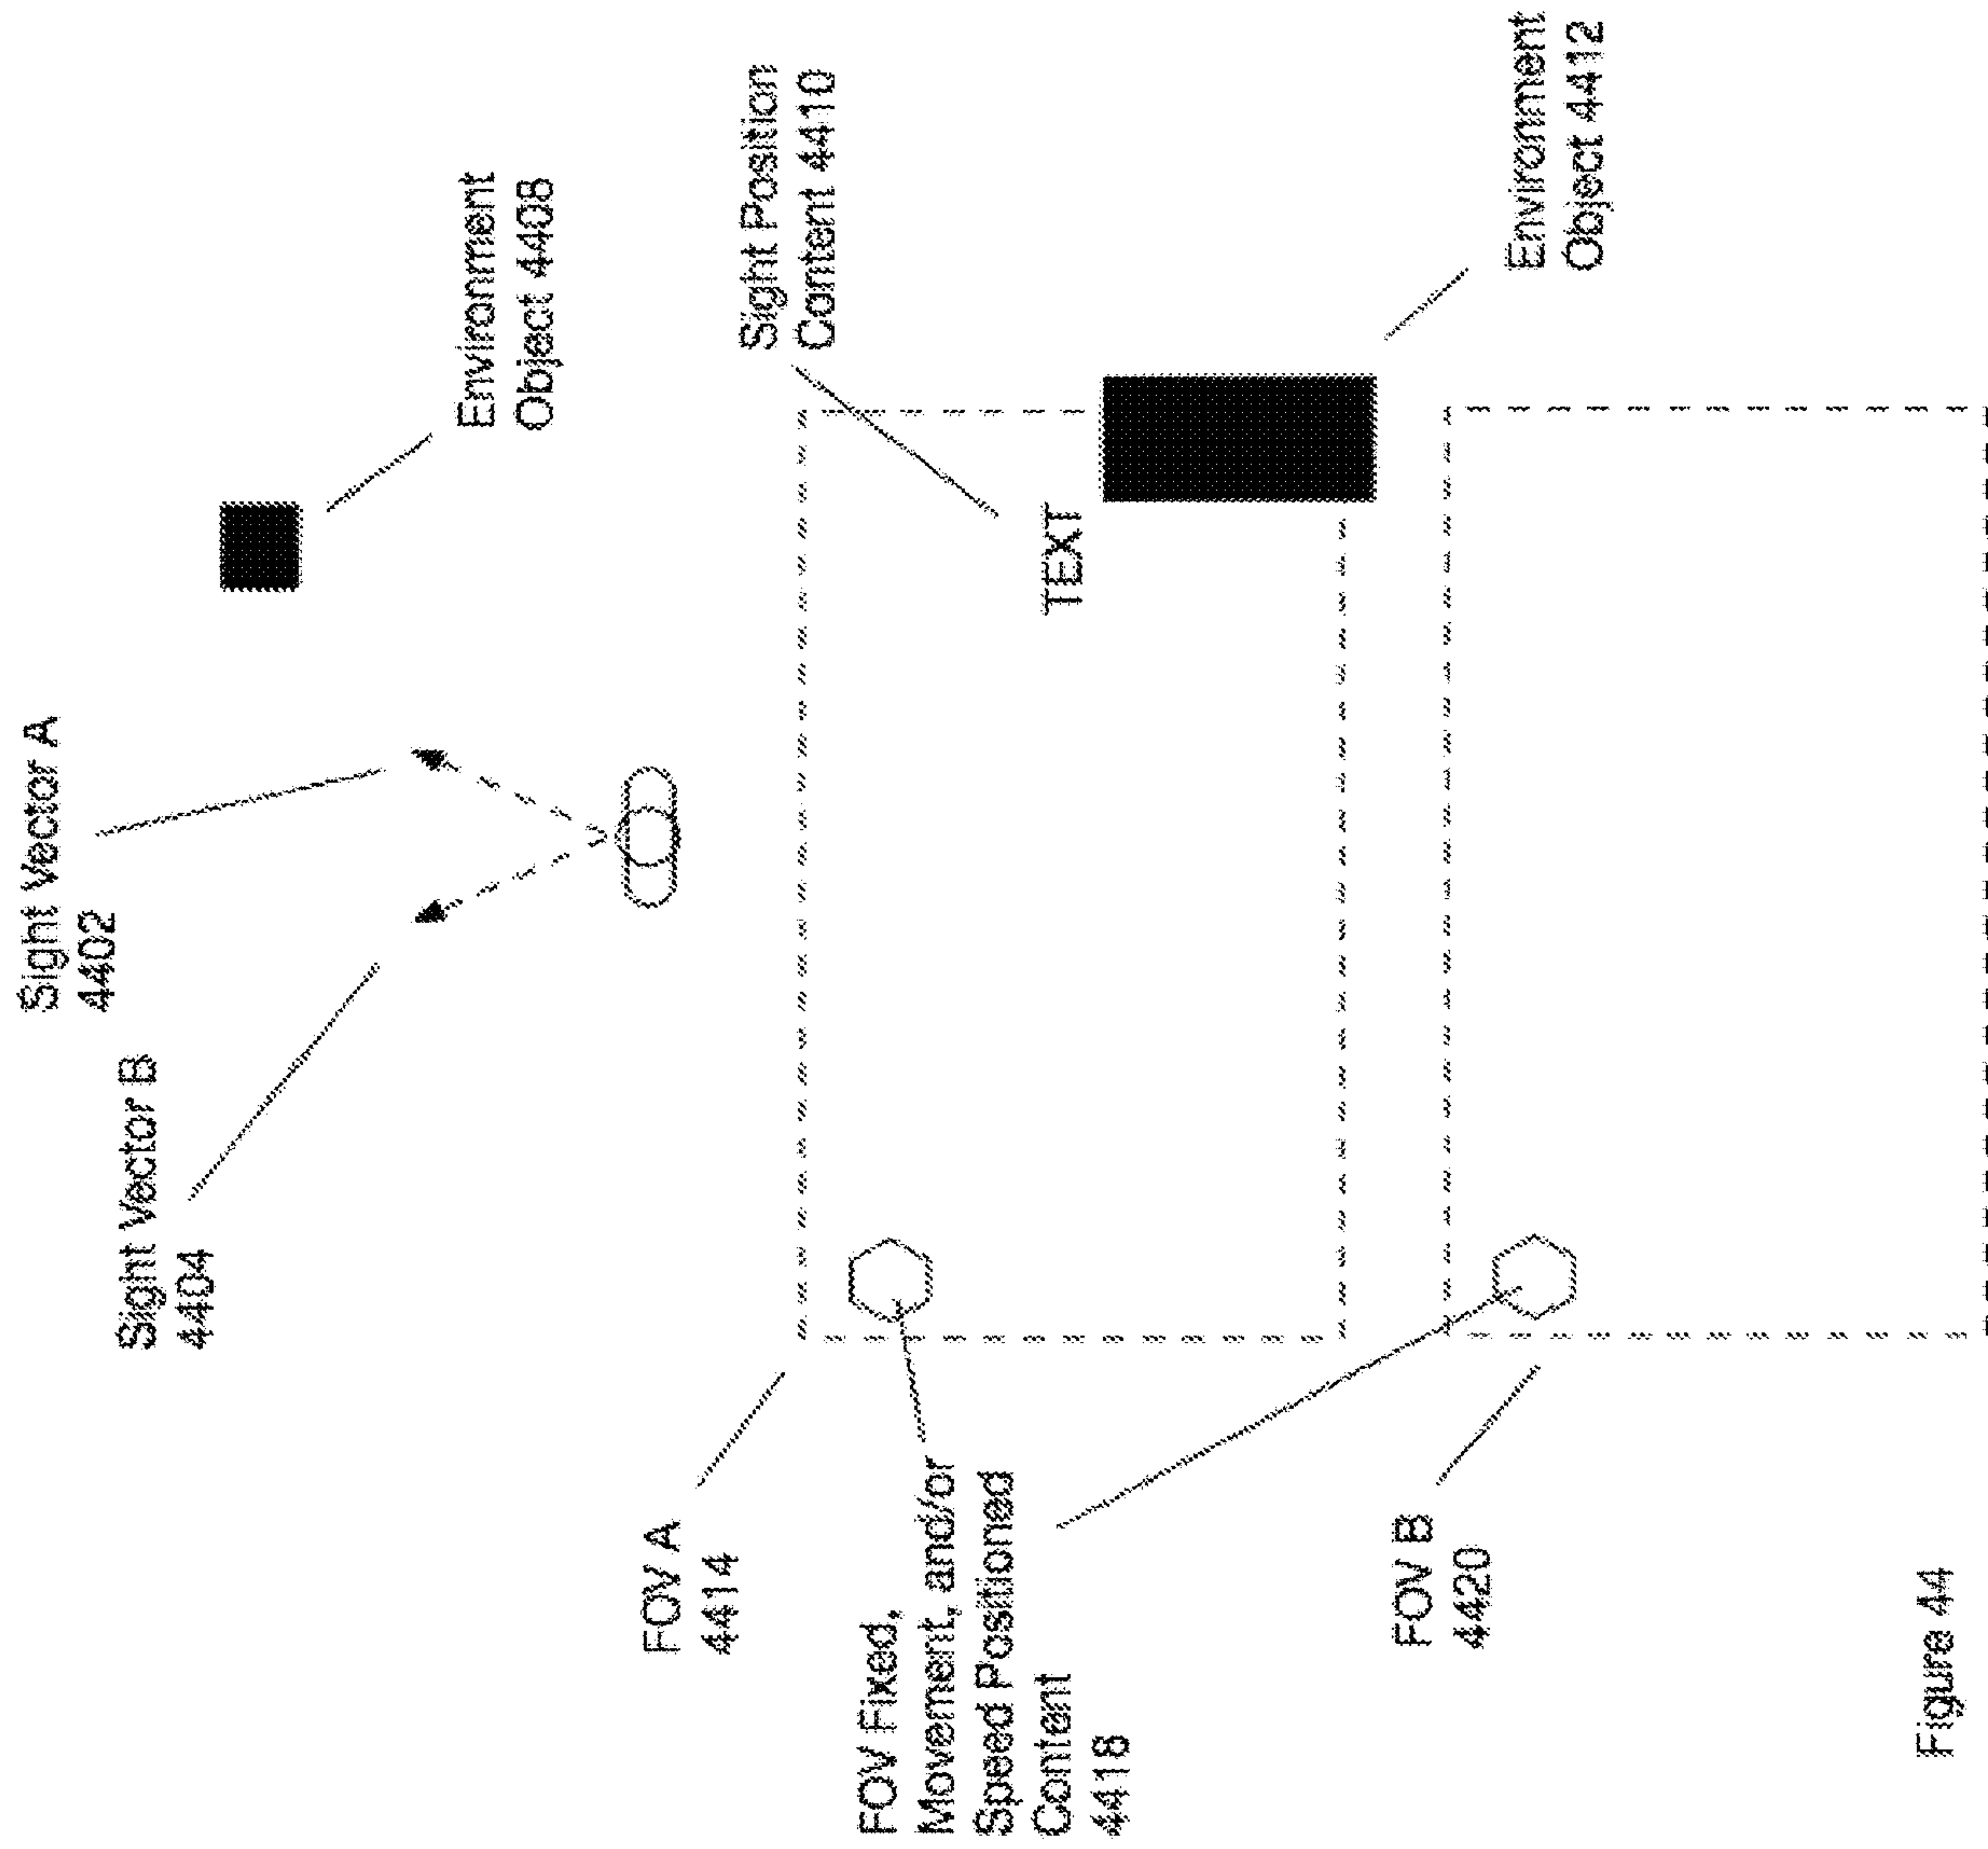 Sight Vector A
4402
Sight Vector B
4404
Environment
Object 4408
FOV A
4414
Sight Position
Content 4410
TEXT
FOV Fixed,
Movement, and/or
Speed Positioned
Content
4418
FOV B
4420
Environment
Object 4412
Figure 44